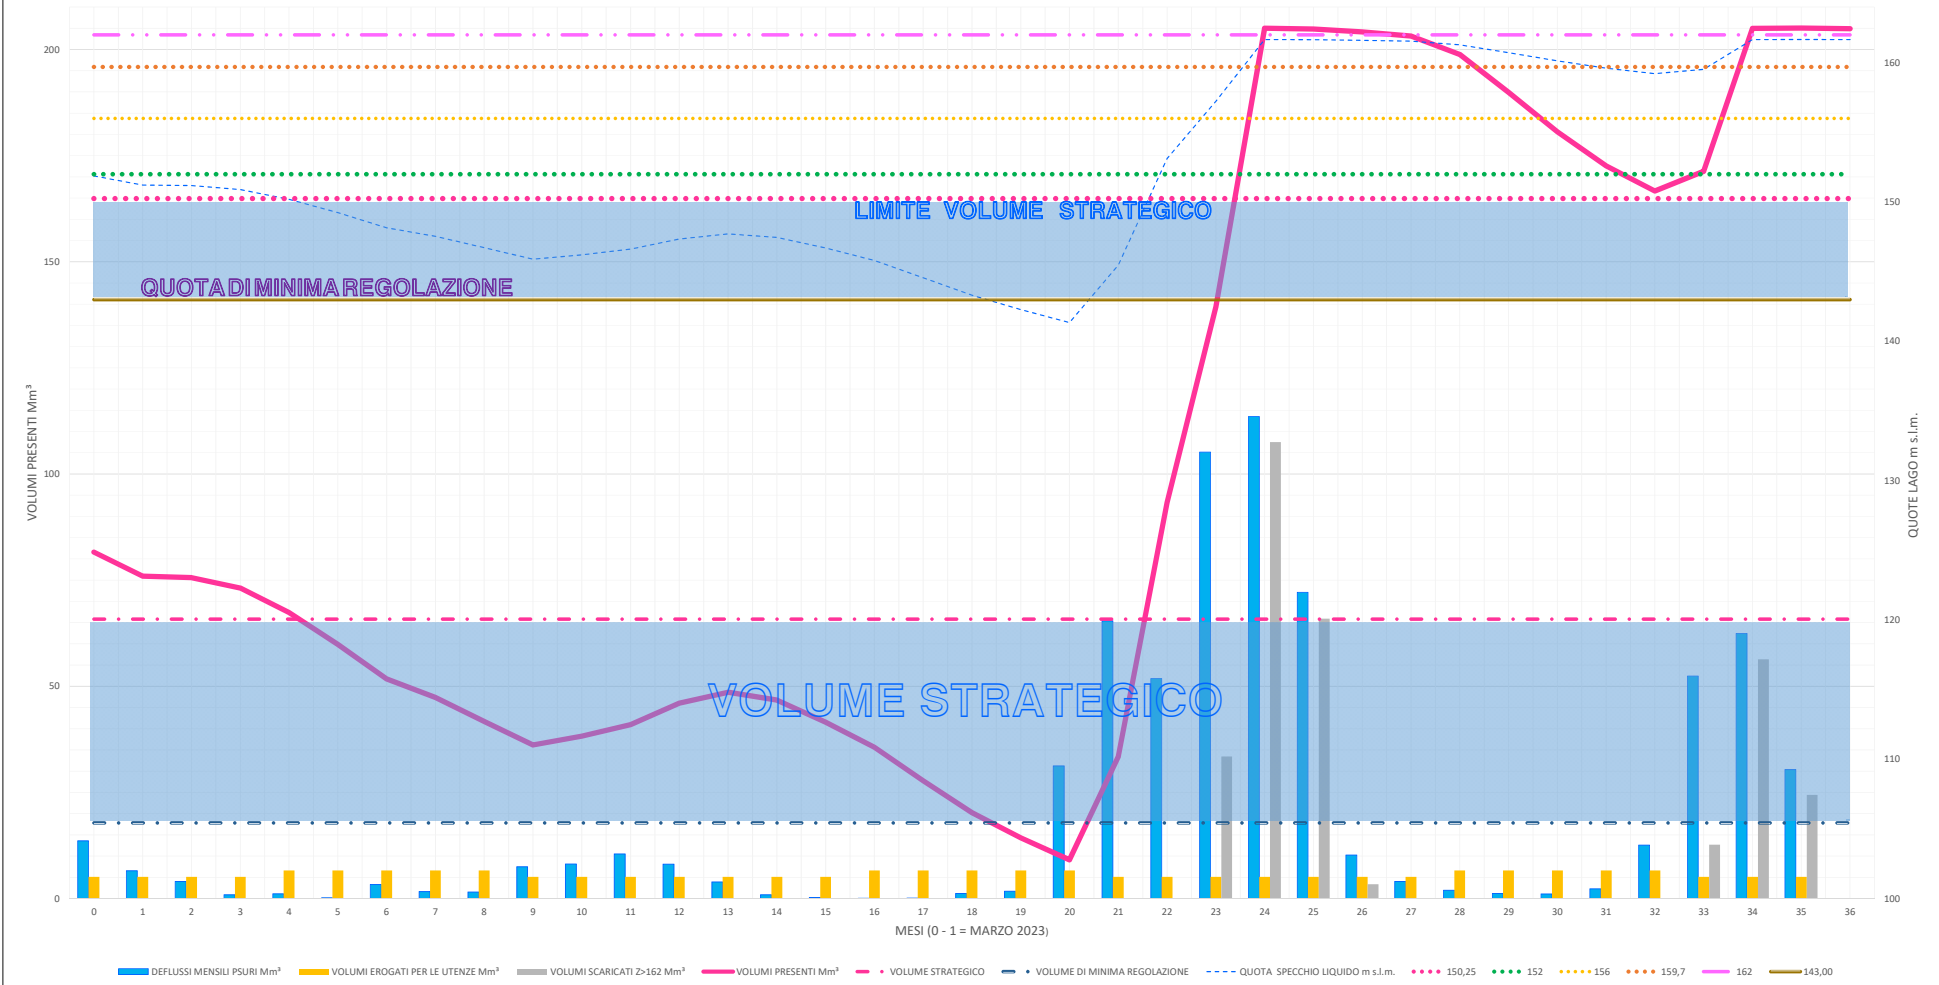 200
150
100
50
0
VOLUMI PRESENTI Mm³
160
150
140
130
120
110
100
QUOTE LAGO m s.l.m.
LIMITE VOLUME STRATEGICO
QUOTA DI MINIMA REGOLAZIONE
VOLUME STRATEGICO
0 1 2 3 4 5 6 7 8 9 10 11 12 13 14 15 16 17 18 19 20 21 22 23 24 25 26 27 28 29 30 31 32 33 34 35 36
MESI (0 - 1 = MARZO 2023)
DEFLUSSI MENSILI PSURI Mm³ VOLUMI EROGATI PER LE UTENZE Mm³ VOLUMI SCARICATI Z>162 Mm³ VOLUMI PRESENTI Mm³ VOLUME STRATEGICO VOLUME DI MINIMA REGOLAZIONE QUOTA SPECCHIO LIQUIDO m s.l.m. 150,25 152 156 159,7 162 143,00